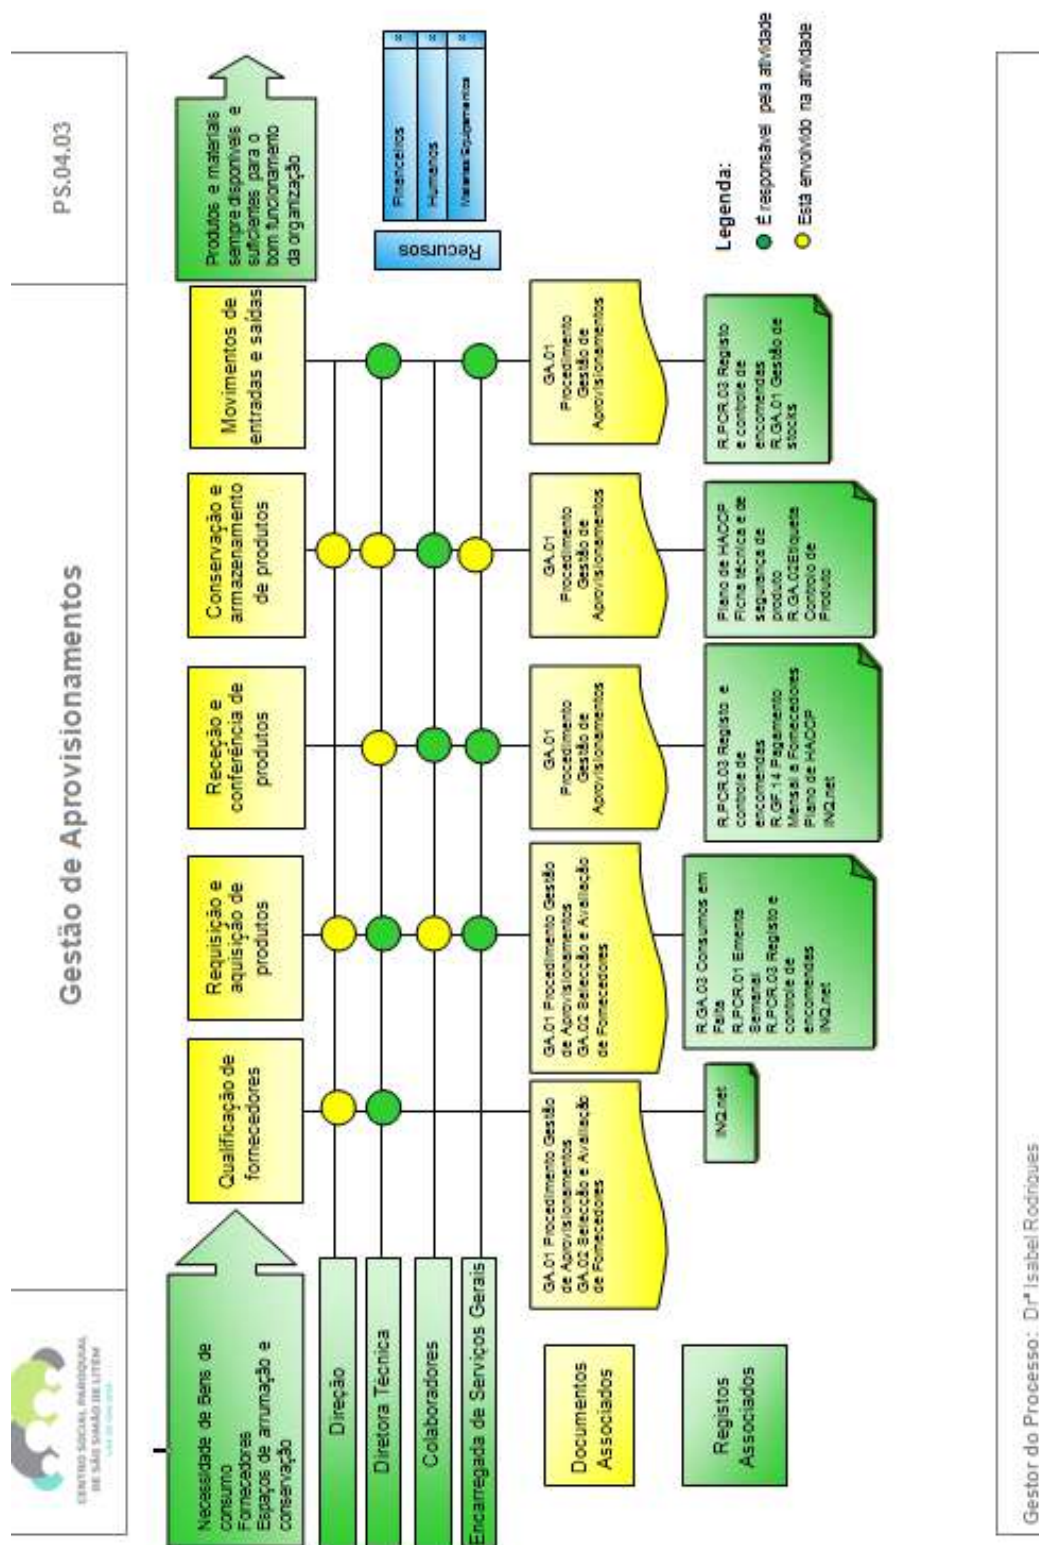 CENTRO SOCIAL PAROQUIAL
DE SÃO SIMÃO DE LITÉM
Gestão de Aprovisionamentos
PS.04.03
Necessidade de Bens de
consumo
Fornecedores
Espaços de arrumação e
conservação
Qualificação de
fornecedores
Requisição e
aquisição de
produtos
Receção e
conferência de
produtos
Conservação e
armazenamento
de produtos
Movimentos de
entradas e saídas
Produtos e materiais
sempre disponíveis e
suficientes para o
bom funcionamento
da organização
Direção
Diretora Técnica
Colaboradores
Encarregada de Serviços Gerais
Recursos
Financeiros
Humanos
Materiais/Equipamentos
Documentos
Associados
GA.01 Procedimento Gestão
de Aprovisionamentos
GA.02 Selecção e Avaliação
de Fornecedores
GA.01 Procedimento Gestão
de Aprovisionamentos
GA.02 Selecção e Avaliação
de Fornecedores
GA.01
Procedimento
Gestão de
Aprovisionamentos
GA.01
Procedimento
Gestão de
Aprovisionamentos
GA.01
Procedimento
Gestão de
Aprovisionamentos
Registos
Associados
INQ.net
R.GA.03 Consumos em
Falta
R.PCR.01 Ementa
Semanal
R.PCR.03 Registo e
controle de
encomendas
INQ.net
R.PCR.03 Registo e
controle de
encomendas
R.GF.14 Pagamento
Mensal a Fornecedores
Plano de HACCP
INQ.net
Plano de HACCP
Ficha técnica e de
segurança de
produto
R.GA.02Etiqueta
Controlo de
Produto
R.PCR.03 Registo
e controle de
encomendas
R.GA.01 Gestão de
stocks
Legenda:
É responsável pela atividade
Está envolvido na atividade
Gestor do Processo: Drª Isabel Rodrigues